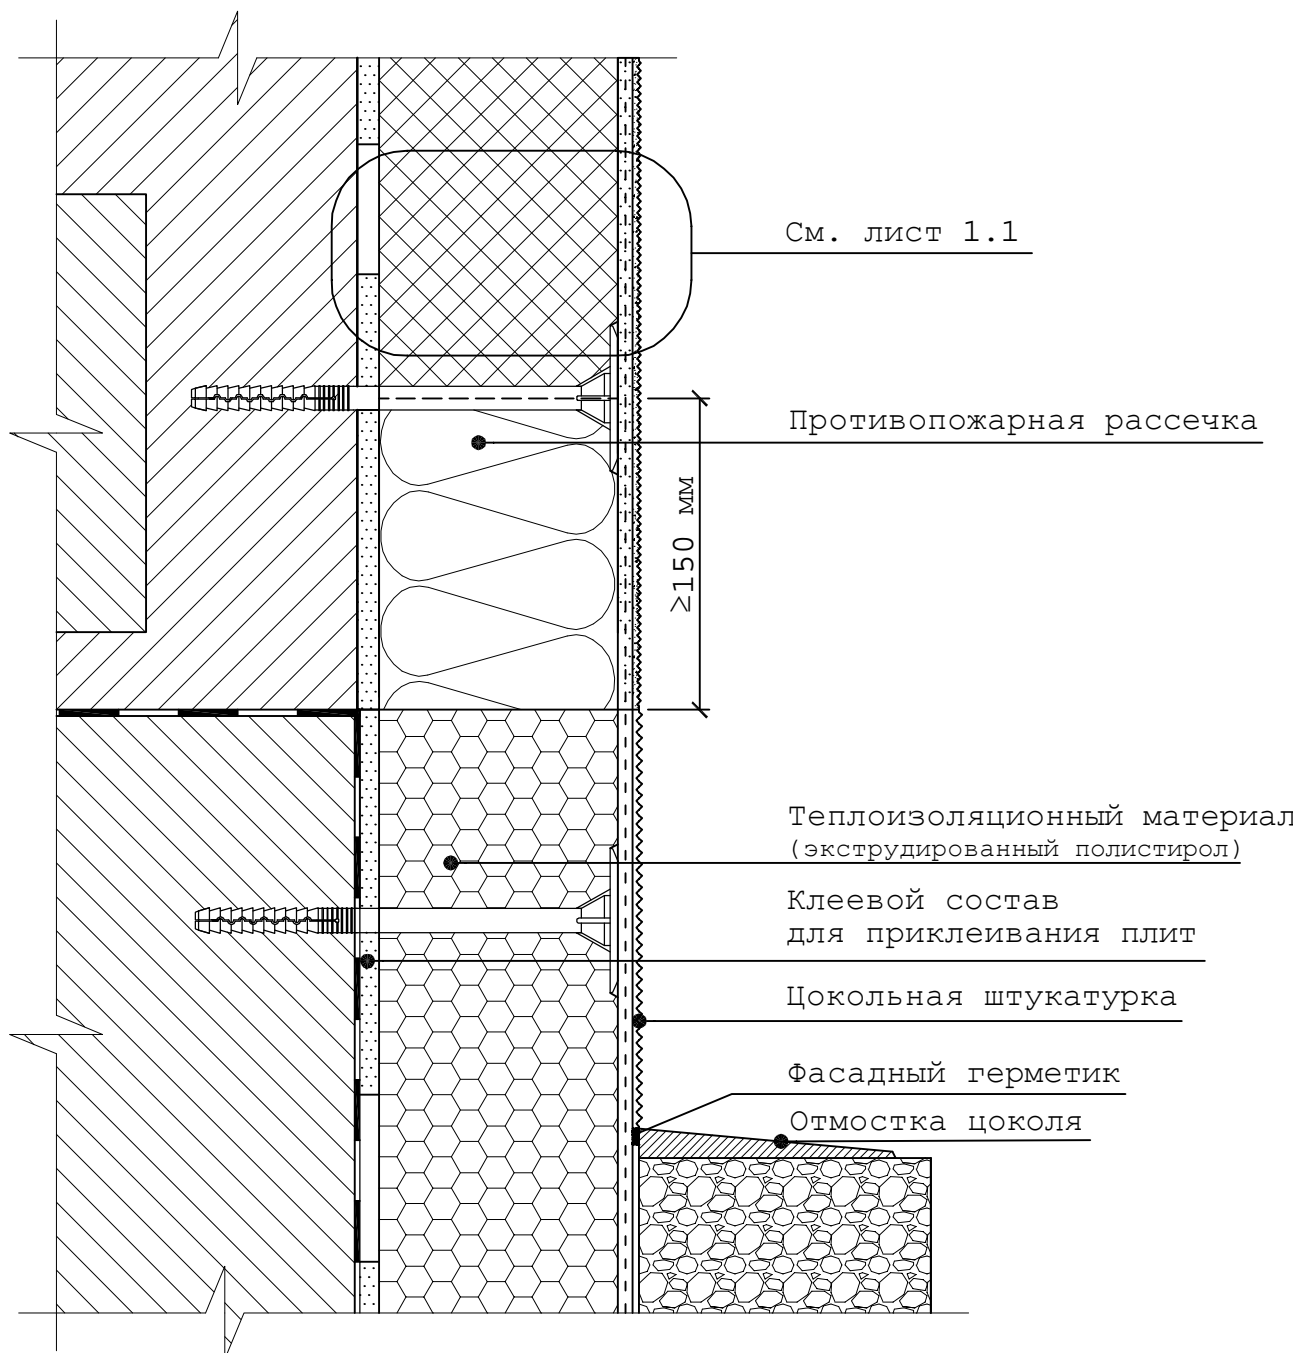 См. лист 1.1
Противопожарная рассечка
≥150 мм
Теплоизоляционный материал
(экструдированный полистирол)
Клеевой состав
для приклеивания плит
Цокольная штукатурка
Фасадный герметик
Отмостка цоколя